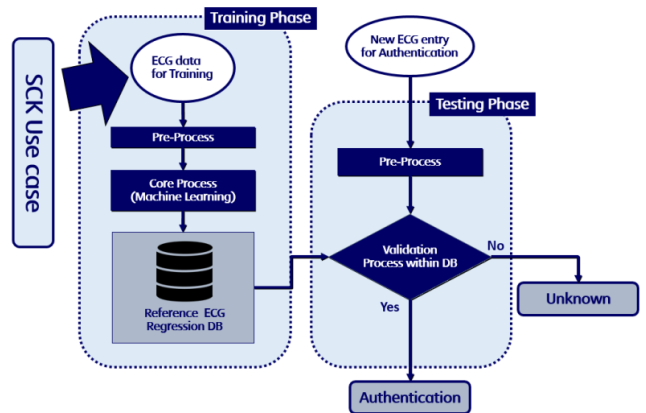 SCK Use case
Training Phase
ECG data
for Training
Pre-Process
Core Process
(Machine Learning)
Reference ECG
Regression DB
New ECG entry
for Authentication
Testing Phase
Pre-Process
Validation
Process within DB
No
Unknown
Yes
Authentication